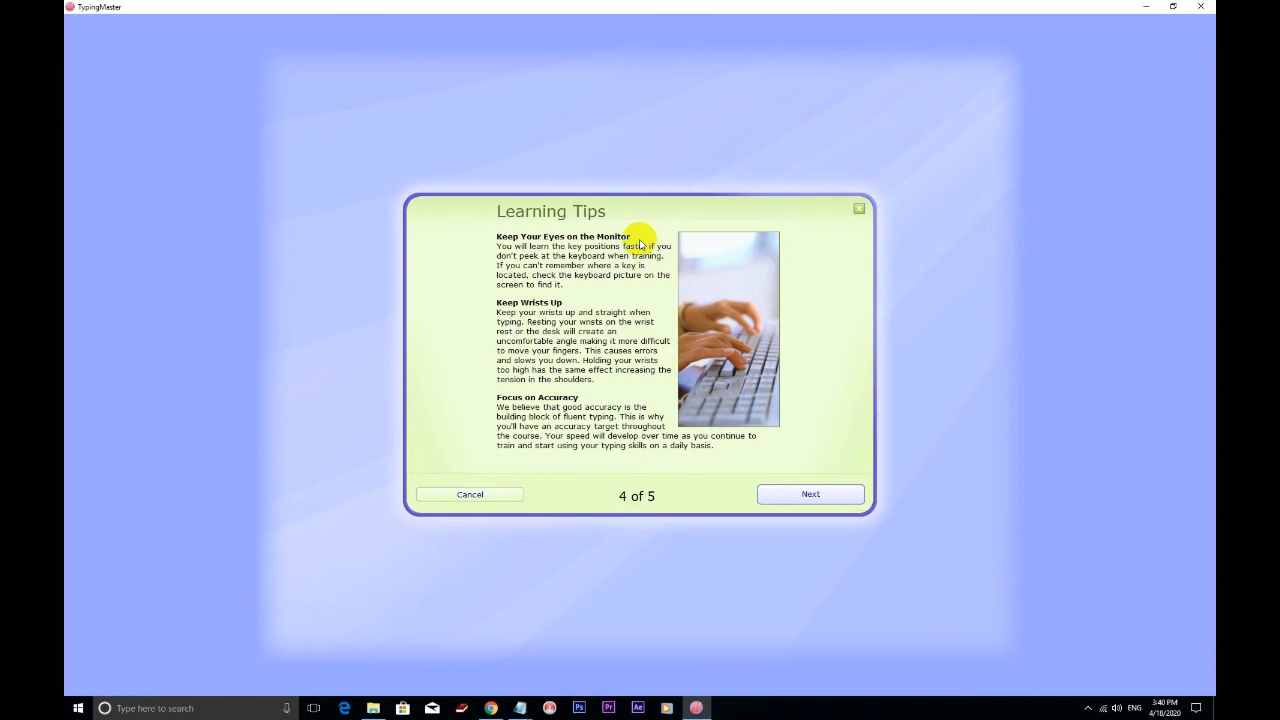 TypingMaster
Learning Tips
Keep Your Eyes on the Monitor
You will learn the key positions faster if you
don't peek at the keyboard when training.
If you can't remember where a key is
located, check the keyboard picture on the
screen to find it.
Keep Wrists Up
Keep your wrists up and straight when
typing. Resting your wrists on the wrist
rest or the desk will create an
uncomfortable angle making it more difficult
to move your fingers. This causes errors
and slows you down. Holding your wrists
too high has the same effect increasing the
tension in the shoulders.
Focus on Accuracy
We believe that good accuracy is the
building block of fluent typing. This is why
you'll have an accuracy target throughout
the course. Your speed will develop over time as you continue to
train and start using your typing skills on a daily basis.
Cancel
4 of 5
Next
Type here to search
Ps
Pr
Ae
ENG
3:40 PM
4/18/2020